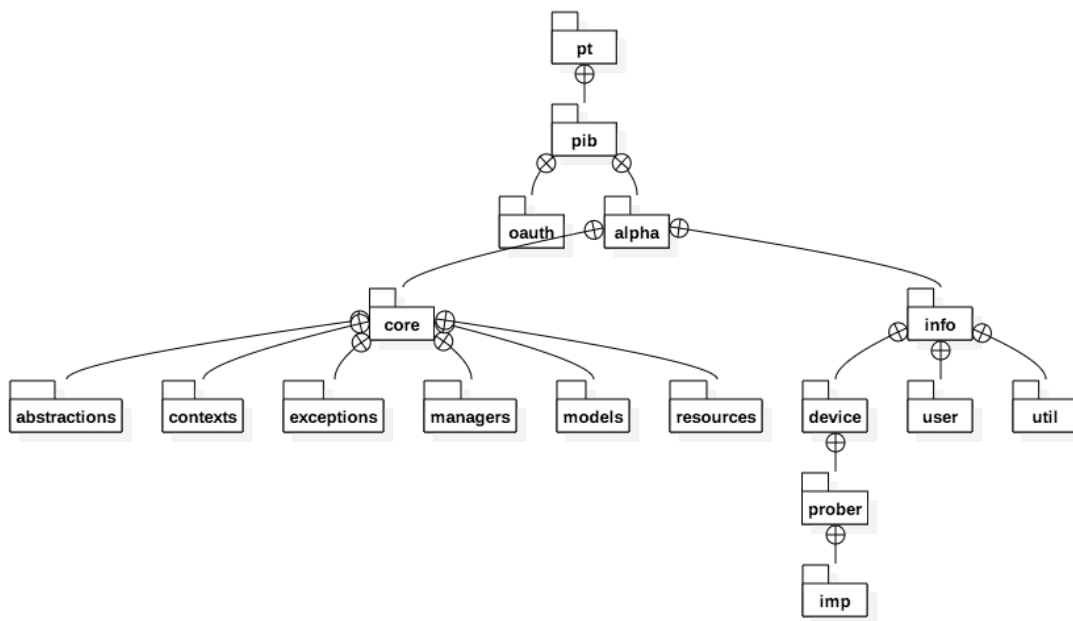 pt
pib
oauth
alpha
core
info
abstractions
contexts
exceptions
managers
models
resources
device
user
util
prober
imp